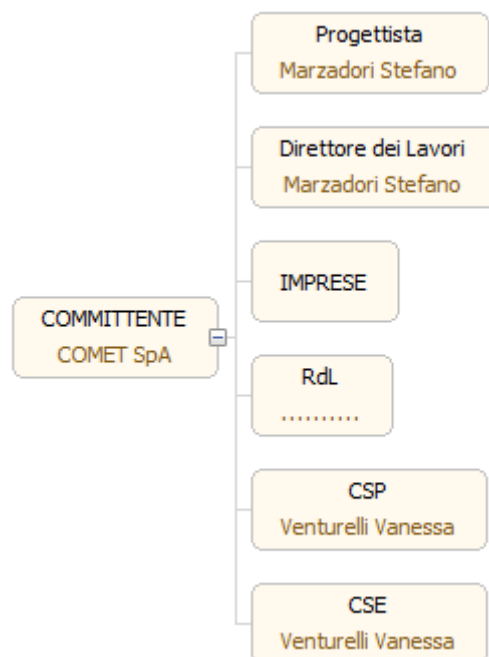 COMMITTENTE
COMET SpA
Progettista
Marzadori Stefano
Direttore dei Lavori
Marzadori Stefano
IMPRESE
RdL
..........
CSP
Venturelli Vanessa
CSE
Venturelli Vanessa